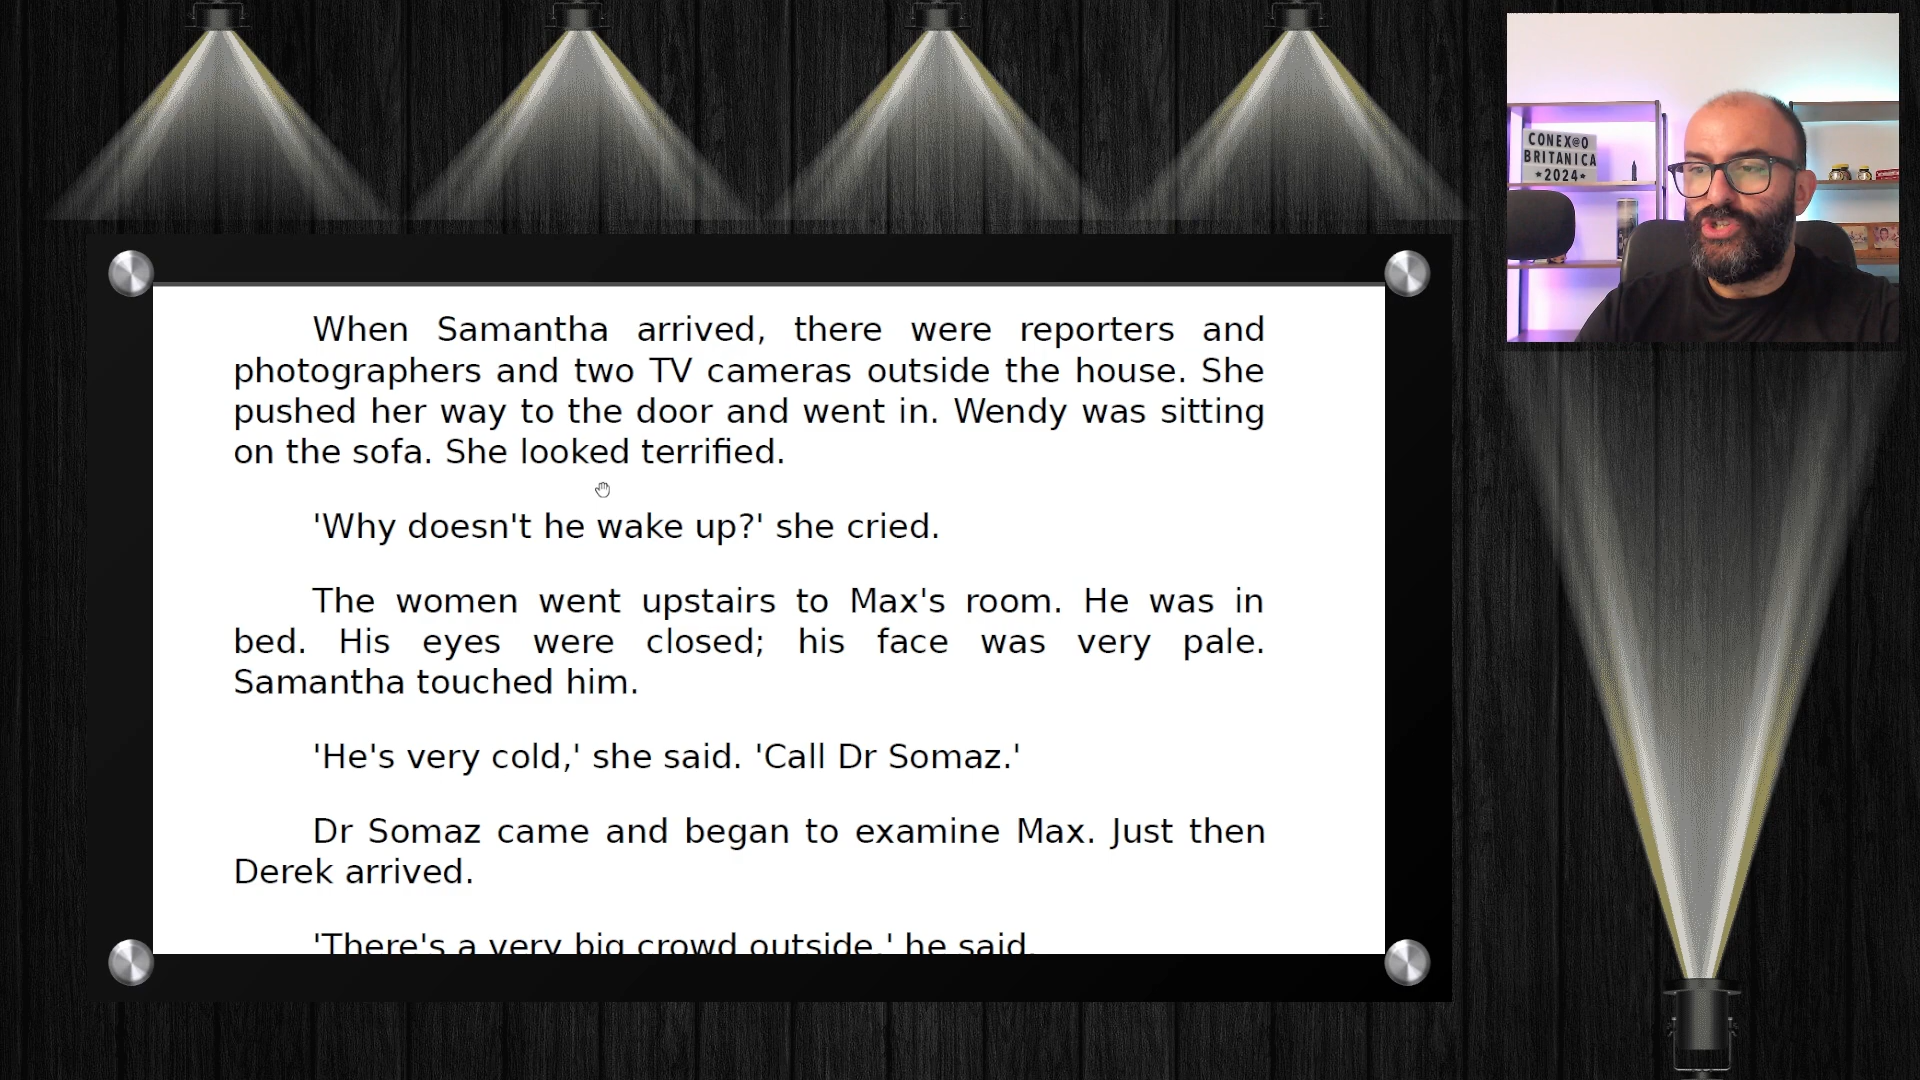 When Samantha arrived, there were reporters and
photographers and two TV cameras outside the house. She
pushed her way to the door and went in. Wendy was sitting
on the sofa. She looked terrified.
'Why doesn't he wake up?' she cried.
The women went upstairs to Max's room. He was in
bed. His eyes were closed; his face was very pale.
Samantha touched him.
'He's very cold,' she said. 'Call Dr Somaz.'
Dr Somaz came and began to examine Max. Just then
Derek arrived.
'There's a very big crowd outside,' he said.
CONEX@O
BRITANICA
*2024*